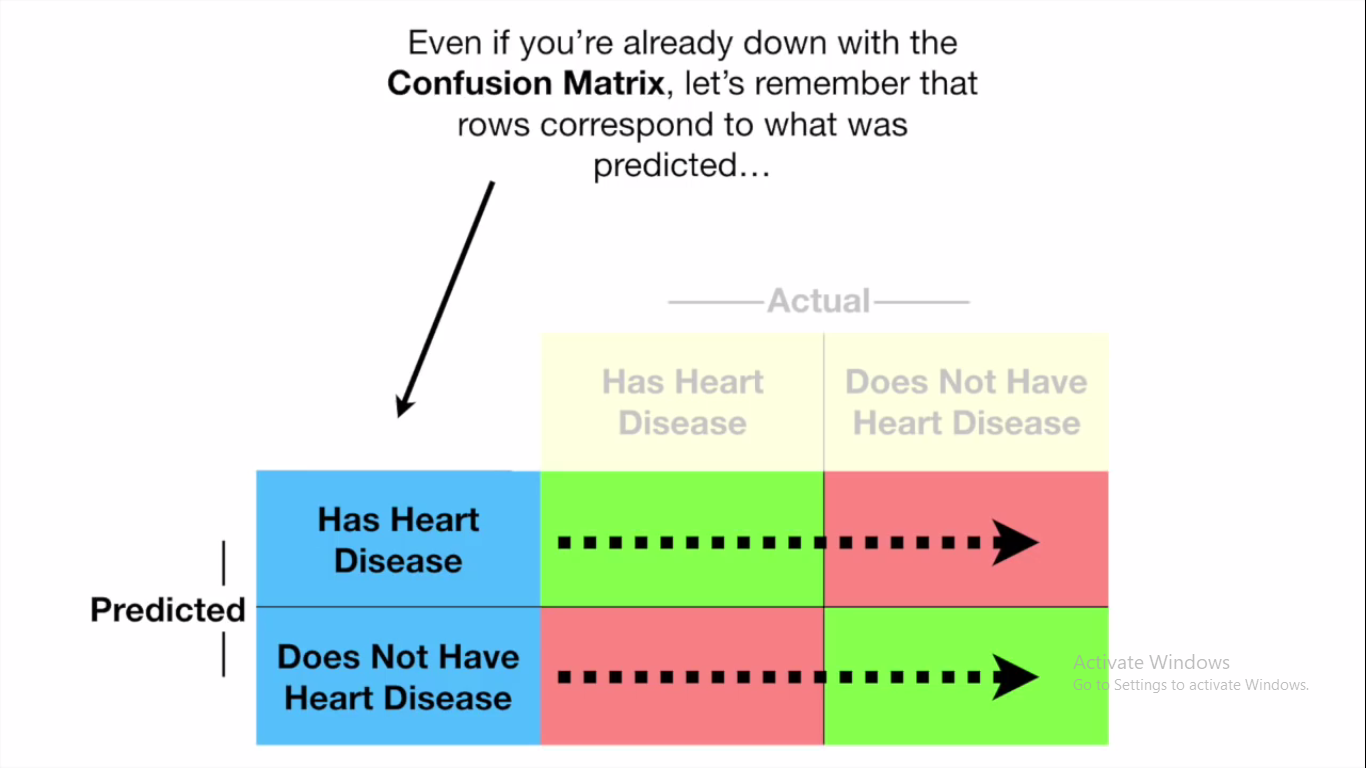 Even if you’re already down with the
Confusion Matrix, let’s remember that
rows correspond to what was
predicted…
Actual
Has Heart
Disease
Does Not Have
Heart Disease
Has Heart
Disease
Predicted
Does Not Have
Heart Disease
Activate Windows
Go to Settings to activate Windows.